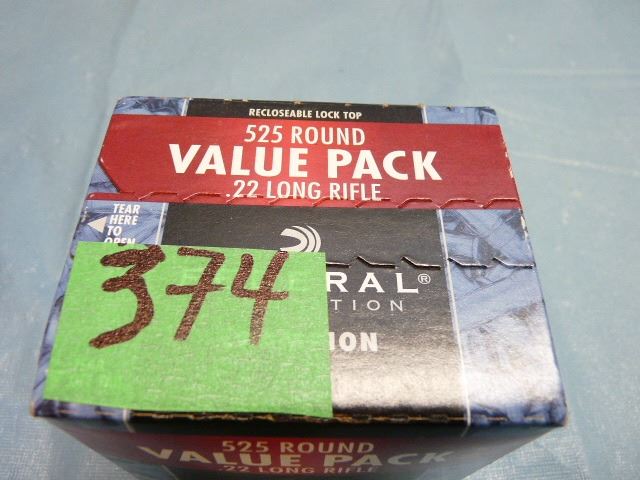 RECLOSEABLE LOCK TOP
525 ROUND
VALUE PACK
.22 LONG RIFLE
TEAR
HERE
TO
OPEN
374
RAL®
TION
ION
525 ROUND
VALUE PACK
.22 LONG RIFLE